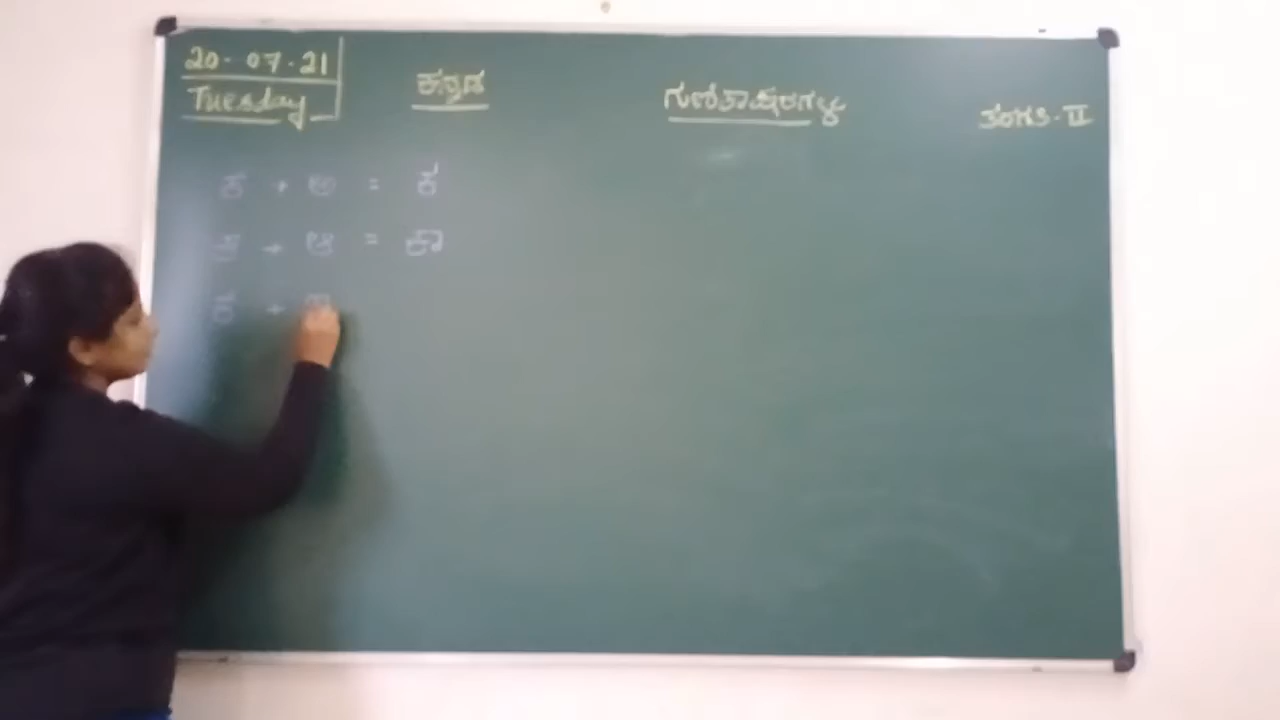 20-07-21
Tuesday
ಕನ್ನಡ
ಗುಣಿತಾಕ್ಷರಗಳು
ತರಗತಿ-II
ಕ + ಅ = ಕ
ಕ + ಆ = ಕಾ
ಕ +